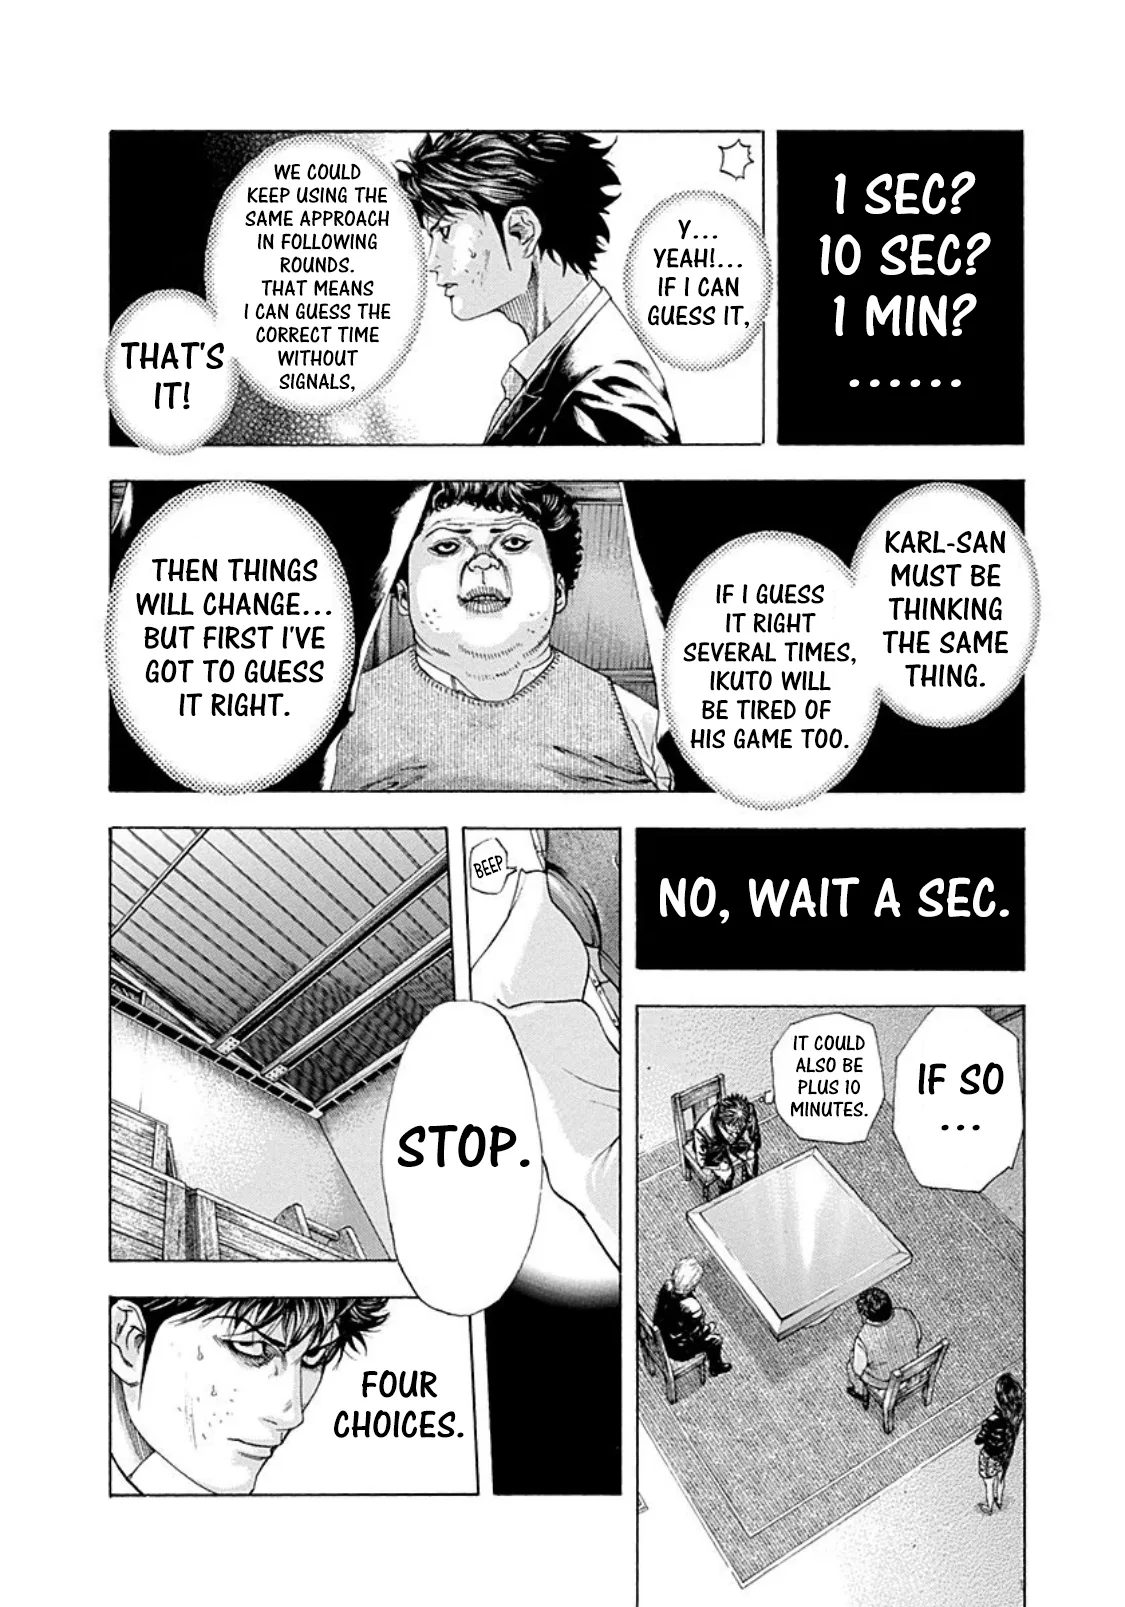 1 SEC?
10 SEC?
1 MIN?
......
Y...
YEAH!...
IF I CAN
GUESS IT,
WE COULD
KEEP USING THE
SAME APPROACH
IN FOLLOWING
ROUNDS.
THAT MEANS
I CAN GUESS THE
CORRECT TIME
WITHOUT
SIGNALS,
THAT'S
IT!
KARL-SAN
MUST BE
THINKING
THE SAME
THING.
IF I GUESS
IT RIGHT
SEVERAL TIMES,
IKUTO WILL
BE TIRED OF
HIS GAME TOO.
THEN THINGS
WILL CHANGE...
BUT FIRST I'VE
GOT TO GUESS
IT RIGHT.
NO, WAIT A SEC.
IF SO
...
IT COULD
ALSO BE
PLUS 10
MINUTES.
BEEP
STOP.
FOUR
CHOICES.